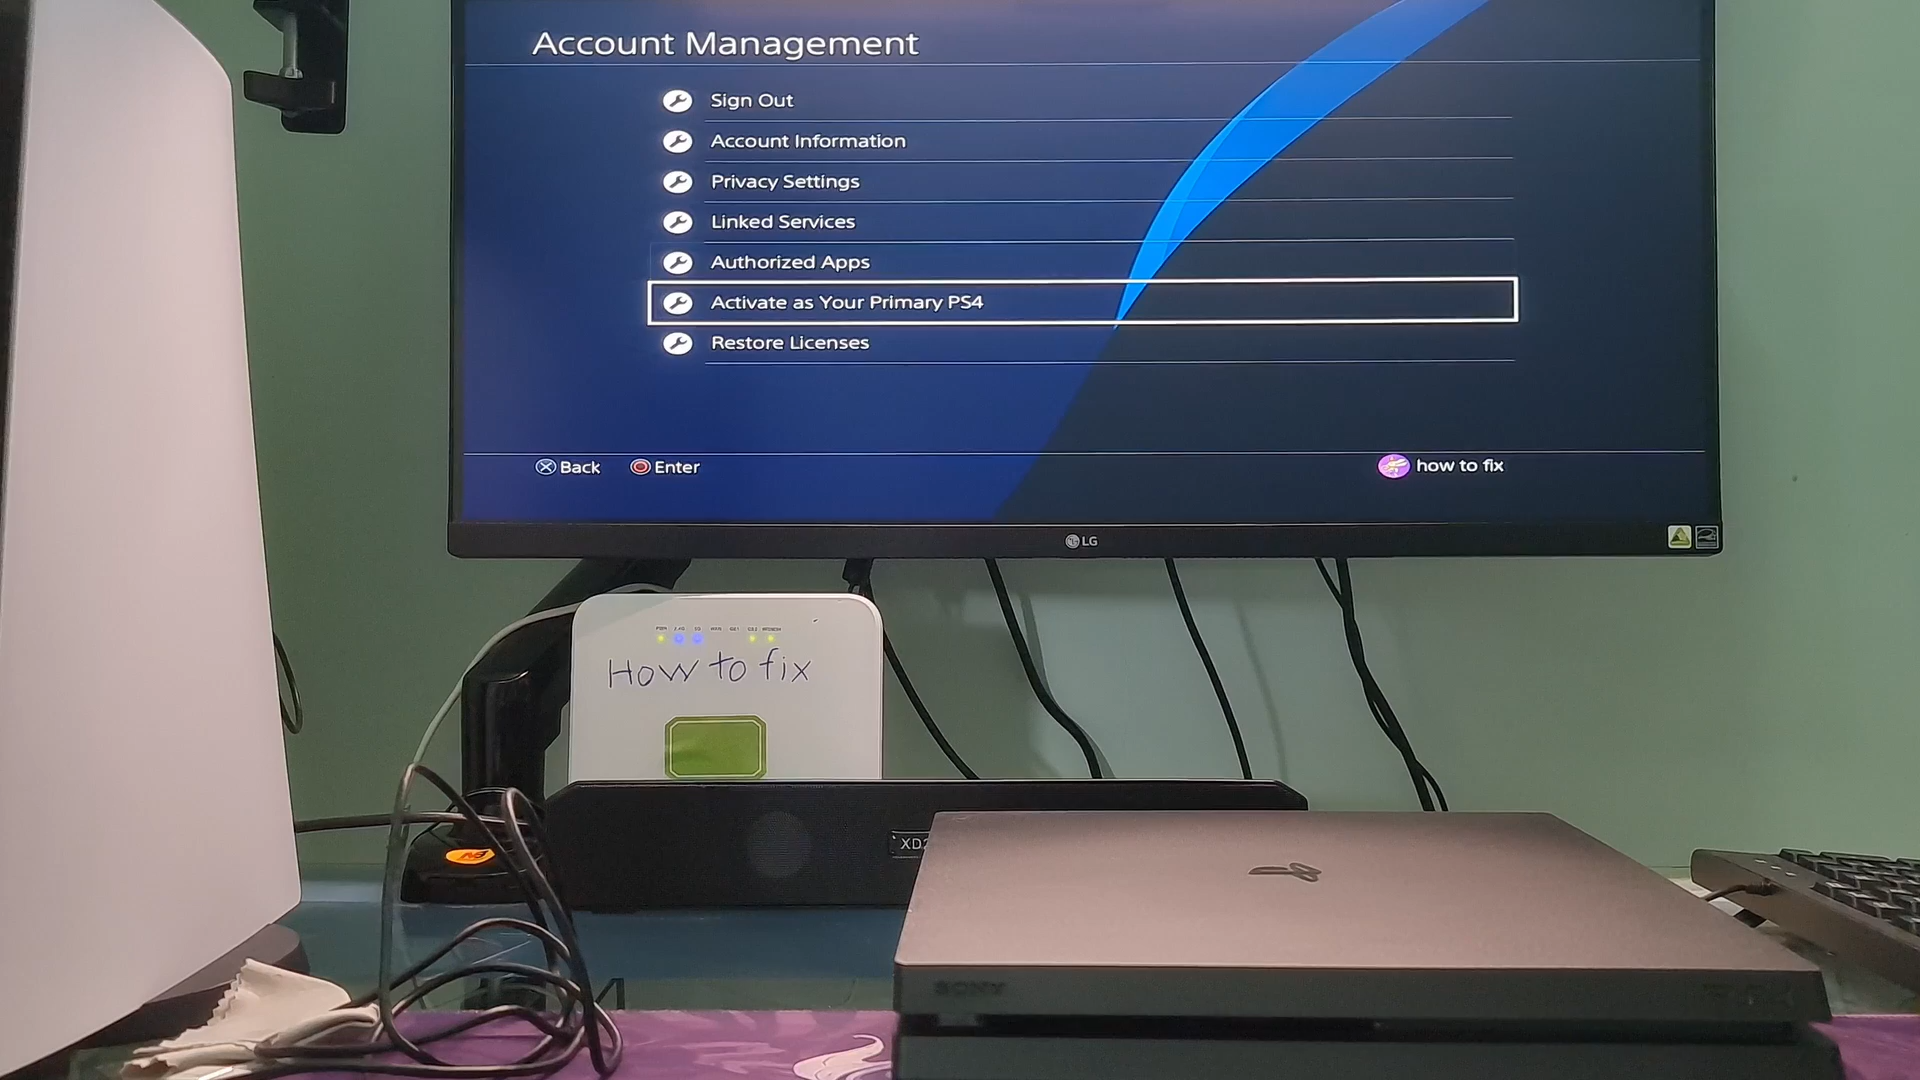 Account Management
Sign Out
Account Information
Privacy Settings
Linked Services
Authorized Apps
Activate as Your Primary PS4
Restore Licenses
Back
Enter
how to fix
LG
How to fix
SONY